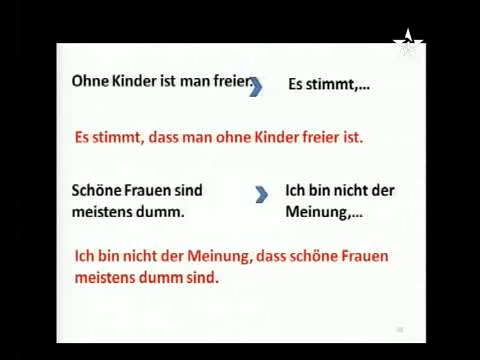 Ohne Kinder ist man freier.
Es stimmt,...
Es stimmt, dass man ohne Kinder freier ist.
Schöne Frauen sind
meistens dumm.
Ich bin nicht der
Meinung,...
Ich bin nicht der Meinung, dass schöne Frauen
meistens dumm sind.